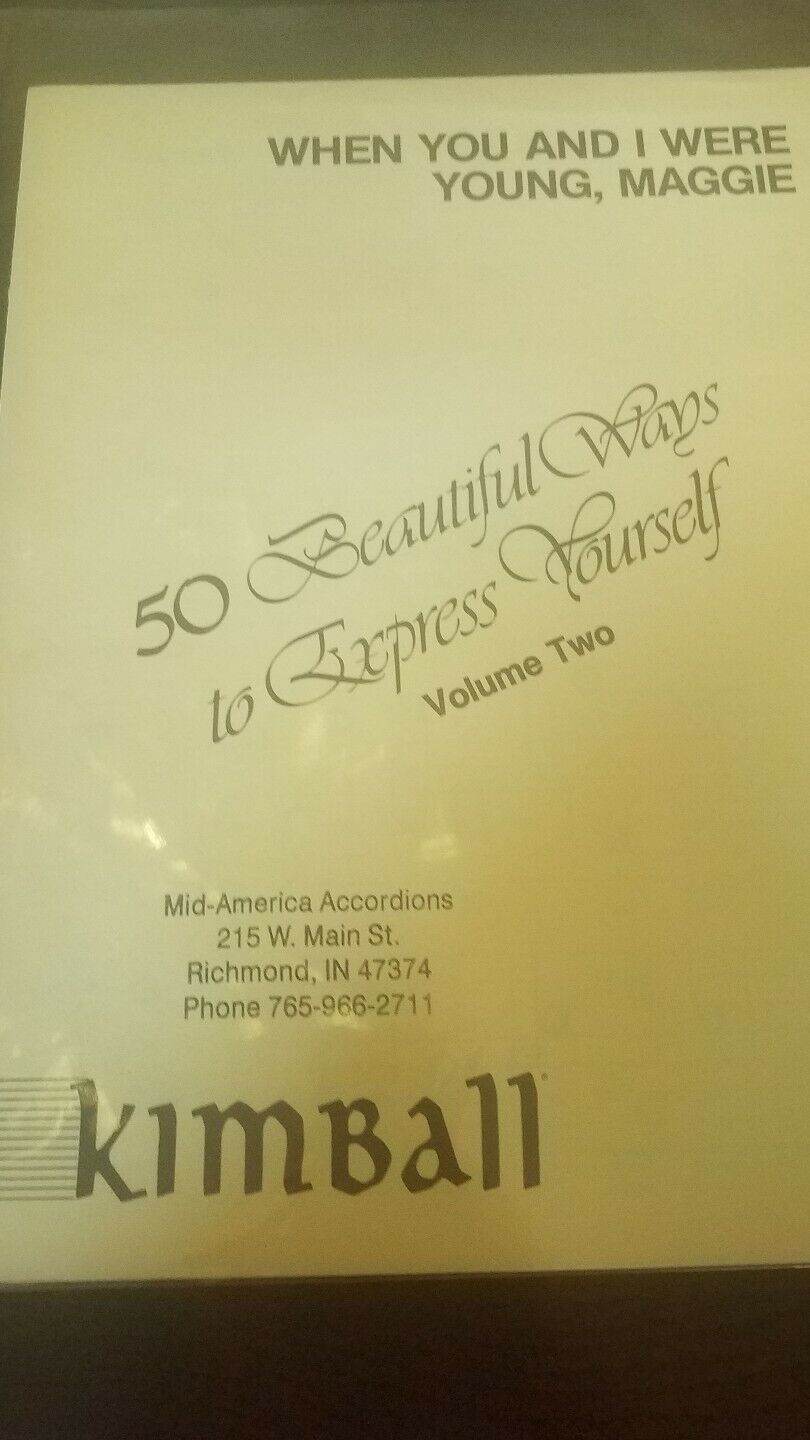 WHEN YOU AND I WERE
YOUNG, MAGGIE
50 Beautiful Ways
to Express Yourself
Volume Two
Mid-America Accordions
215 W. Main St.
Richmond, IN 47374
Phone 765-966-2711
KIMBALL